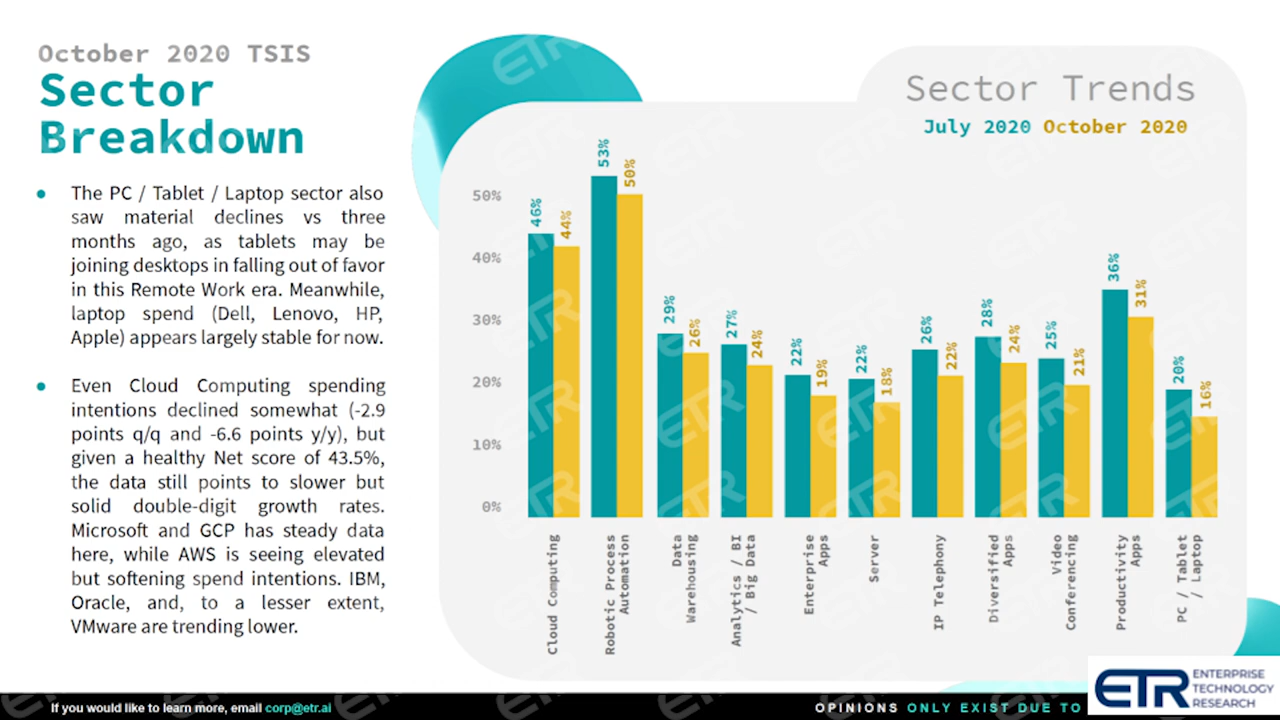 October 2020 TSIS
Sector
Breakdown
• The PC / Tablet / Laptop sector also
saw material declines vs three
months ago, as tablets may be
joining desktops in falling out of favor
in this Remote Work era. Meanwhile,
laptop spend (Dell, Lenovo, HP,
Apple) appears largely stable for now.
• Even Cloud Computing spending
intentions declined somewhat (-2.9
points q/q and -6.6 points y/y), but
given a healthy Net score of 43.5%,
the data still points to slower but
solid double-digit growth rates.
Microsoft and GCP has steady data
here, while AWS is seeing elevated
but softening spend intentions. IBM,
Oracle, and, to a lesser extent,
VMware are trending lower.
Sector Trends
July 2020 October 2020
50%
40%
30%
20%
10%
0%
46%
44%
53%
50%
29%
26%
27%
24%
22%
19%
22%
18%
26%
22%
28%
24%
25%
21%
36%
31%
20%
16%
Cloud Computing
Robotic Process
Automation
Data
Warehousing
Analytics / BI
/ Big Data
Enterprise
Apps
Server
IP Telephony
Diversified
Apps
Video
Conferencing
Productivity
Apps
PC / Tablet
/ Laptop
If you would like to learn more, email corp@etr.ai
OPINIONS ONLY EXIST DUE TO
ETR
ENTERPRISE
TECHNOLOGY
RESEARCH